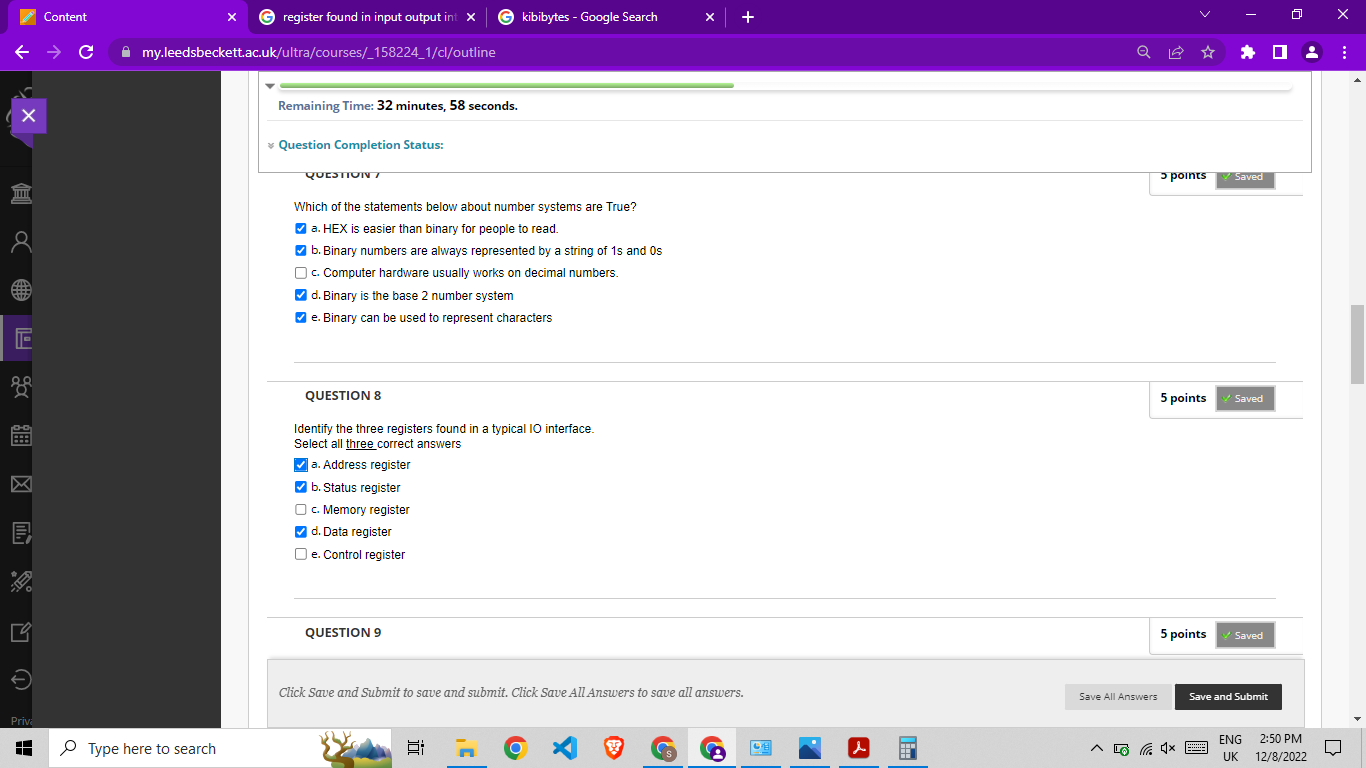 Content
register found in input output int
kibibytes - Google Search
my.leedsbeckett.ac.uk/ultra/courses/_158224_1/cl/outline
Remaining Time: 32 minutes, 58 seconds.
Question Completion Status:
QUESTION 7
5 points
Saved
Which of the statements below about number systems are True?
a. HEX is easier than binary for people to read.
b. Binary numbers are always represented by a string of 1s and 0s
c. Computer hardware usually works on decimal numbers.
d. Binary is the base 2 number system
e. Binary can be used to represent characters
QUESTION 8
5 points
Saved
Identify the three registers found in a typical IO interface.
Select all three correct answers
a. Address register
b. Status register
c. Memory register
d. Data register
e. Control register
QUESTION 9
5 points
Saved
Click Save and Submit to save and submit. Click Save All Answers to save all answers.
Save All Answers
Save and Submit
Priva
Type here to search
S
ENG
UK
2:50 PM
12/8/2022